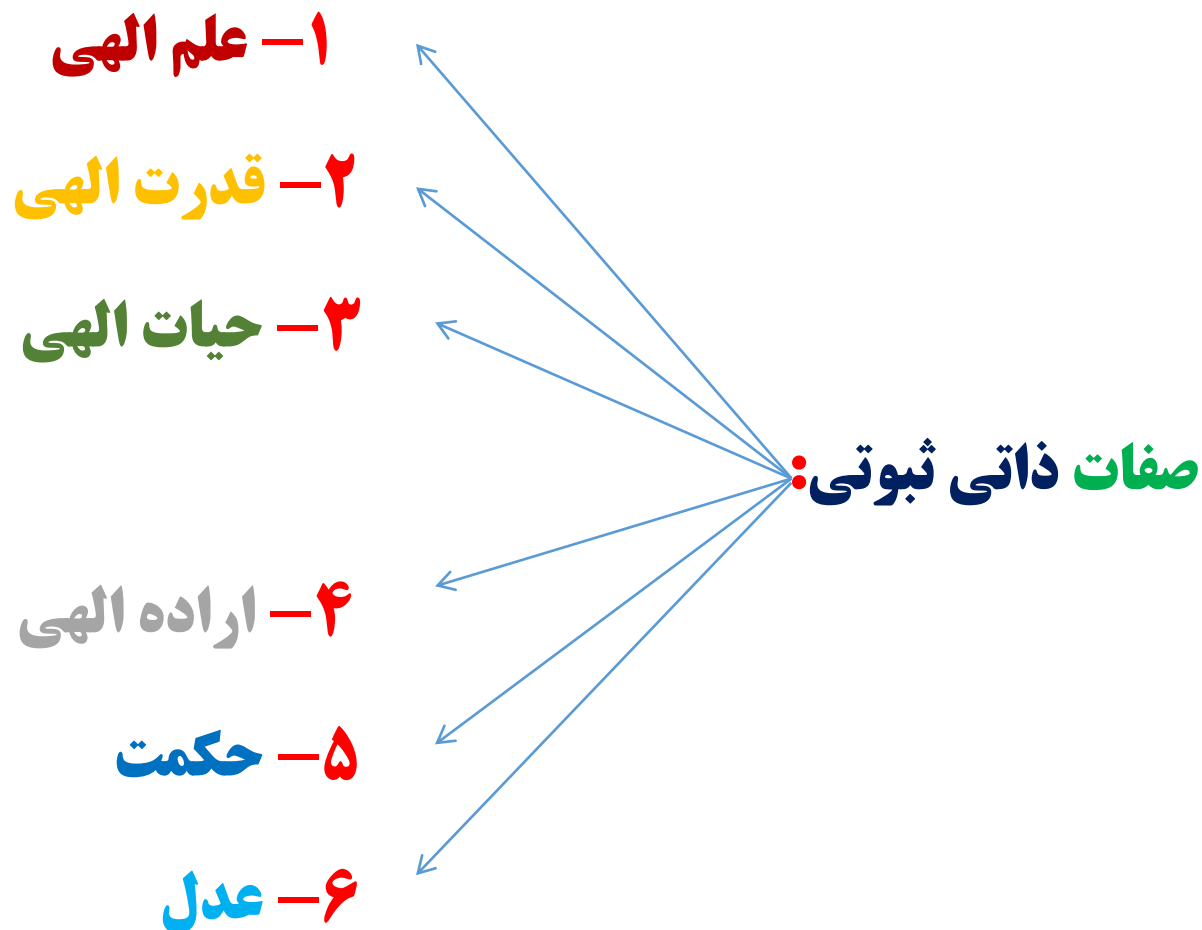 صفات ذاتی ثبوتی:
۱– علم الهی
۲– قدرت الهی
۳– حیات الهی
۴– اراده الهی
۵– حکمت
۶– عدل